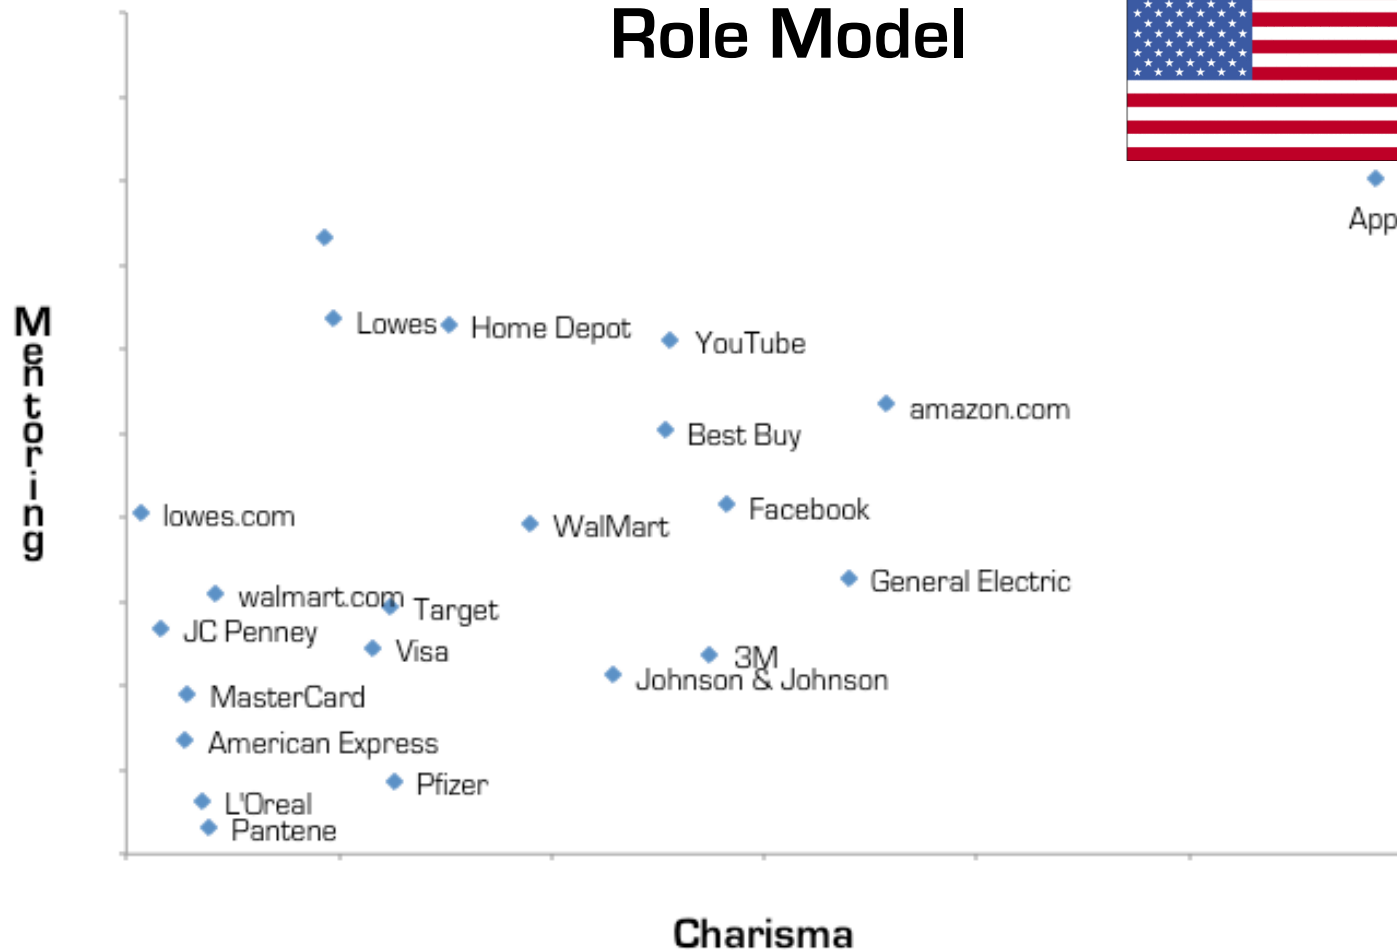 Role Model
App
Lowes
Home Depot
YouTube
amazon.com
Best Buy
Mentoring
lowes.com
Facebook
WalMart
General Electric
walmart.com
Target
JC Penney
Visa
3M
Johnson & Johnson
MasterCard
American Express
Pfizer
L'Oreal
Pantene
Charisma